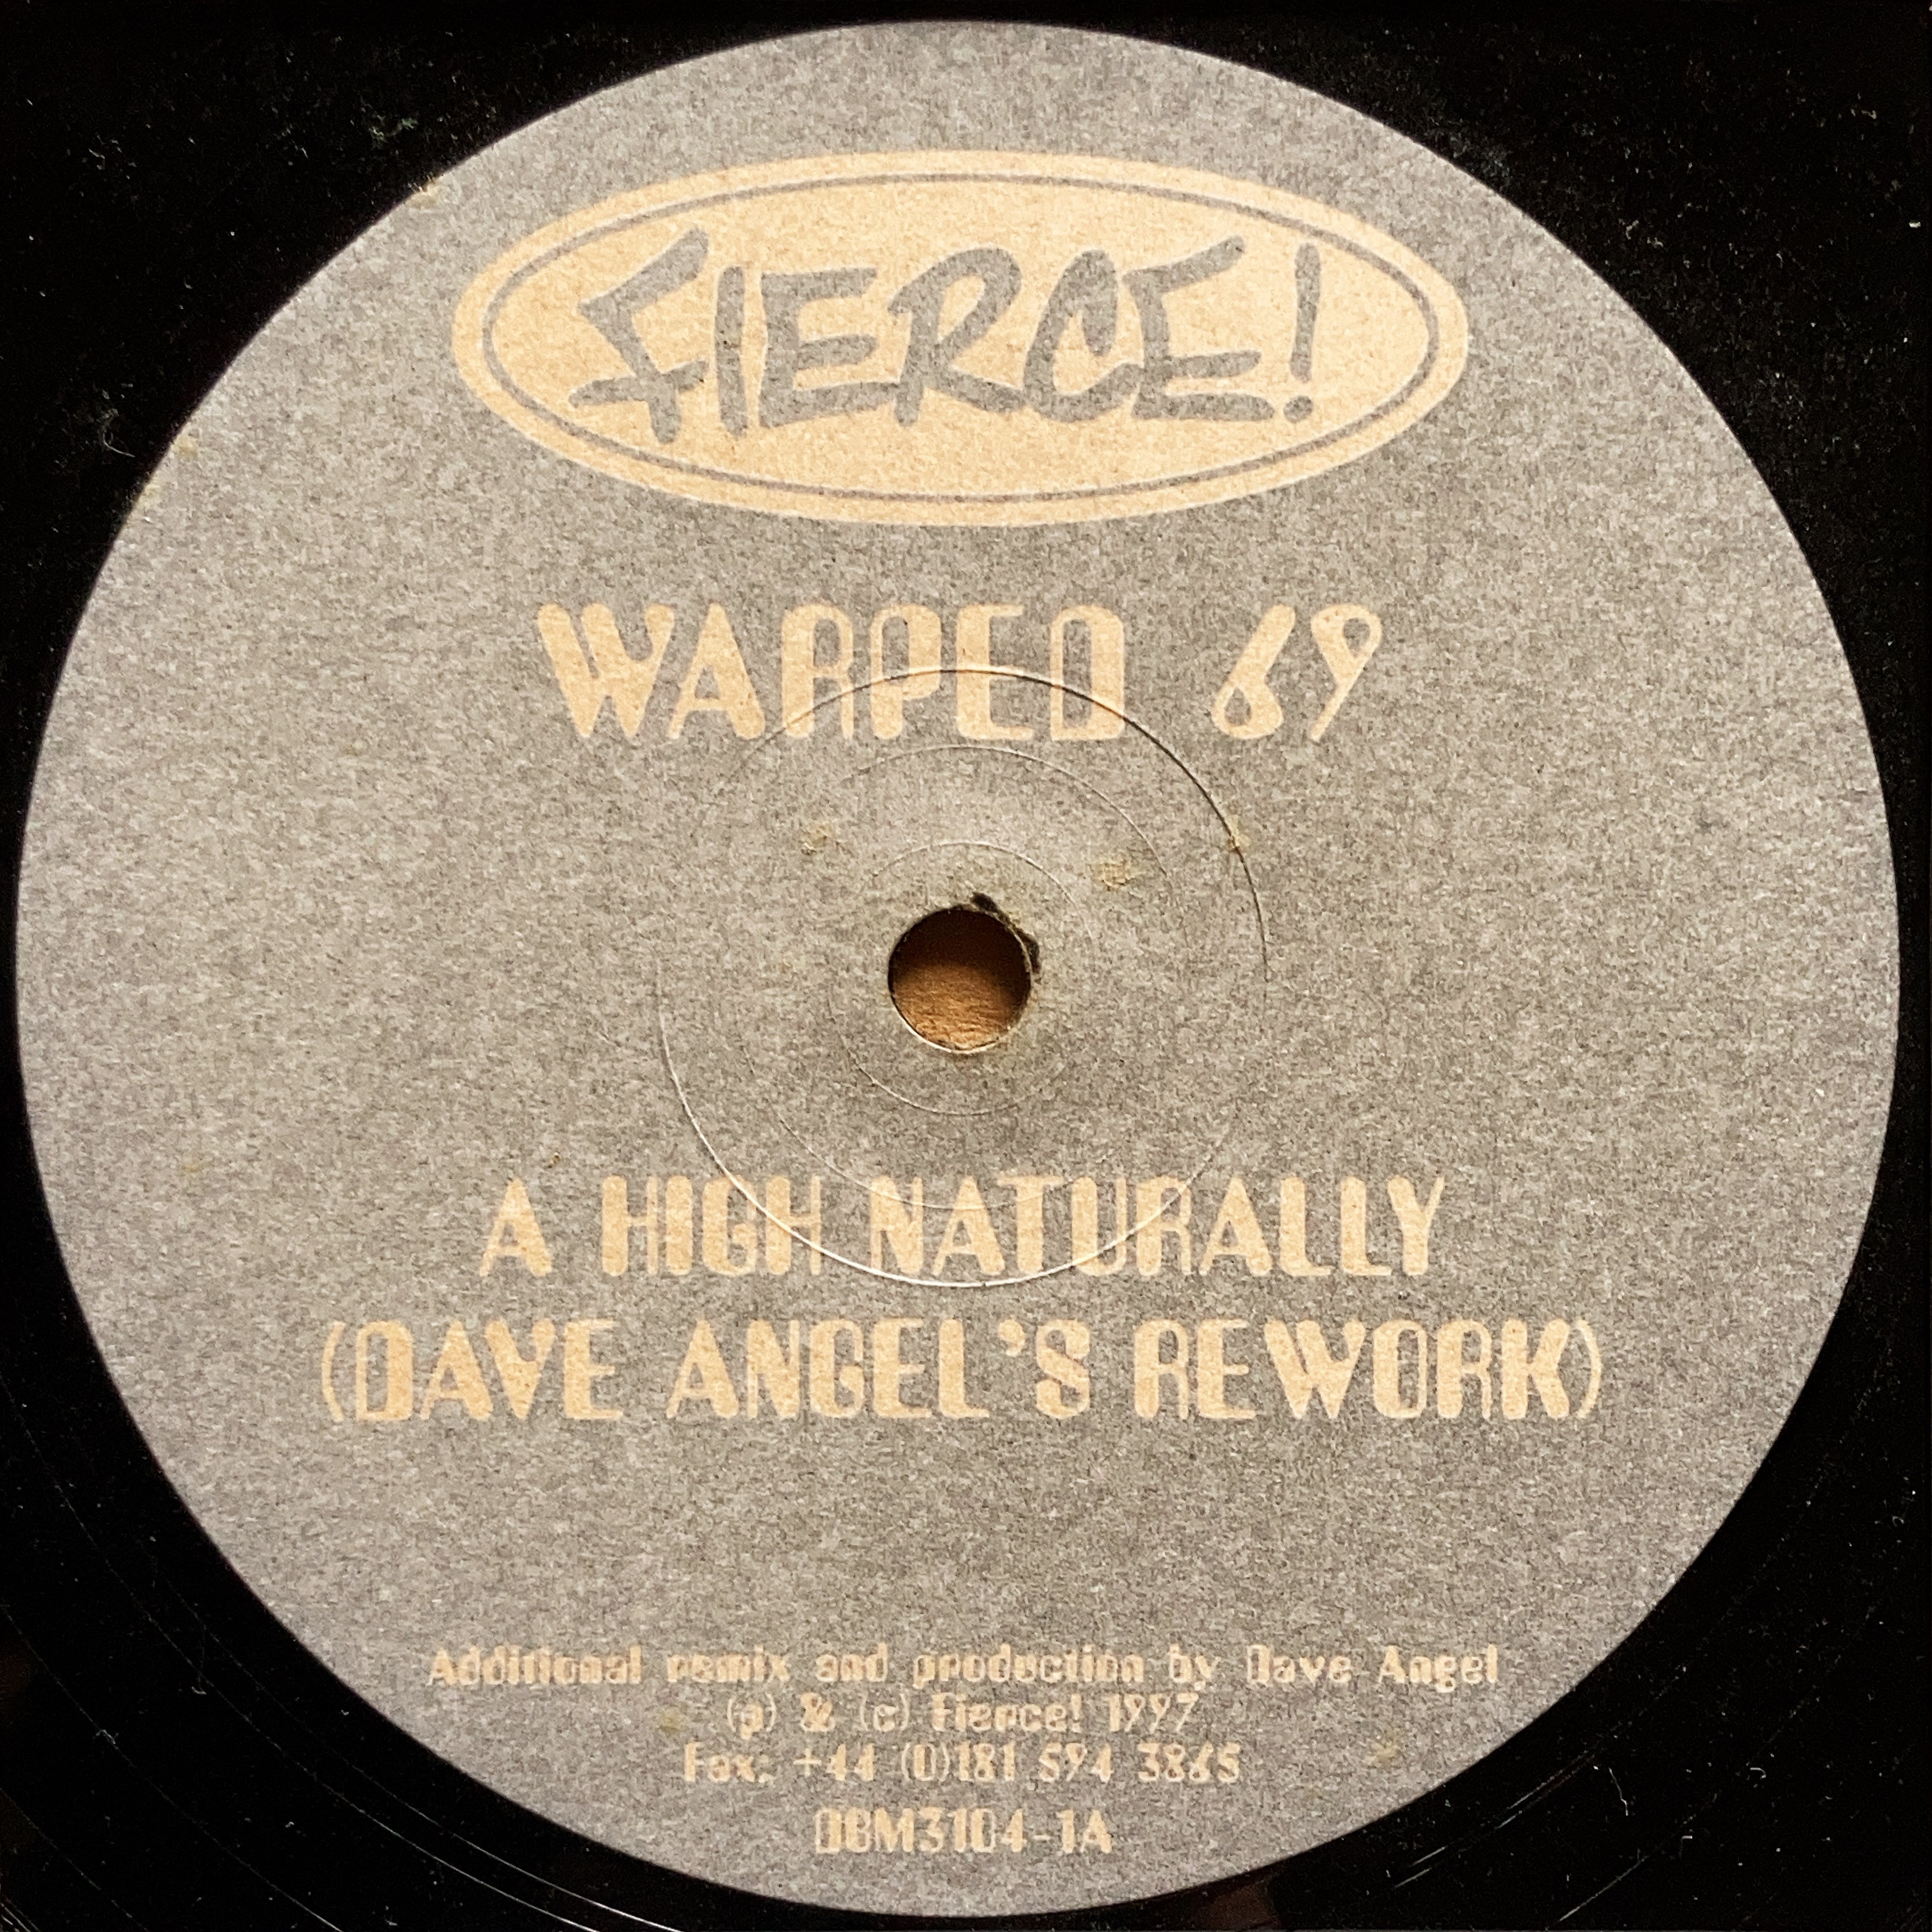 FIERCE!
WARPED 69
A HIGH NATURALLY
(DAVE ANGEL'S REWORK)
Additional remix and production by Dave Angel
(p) & (c) Fierce! 1997
Fax: +44 (0)181 594 3865
DBM3104-1A